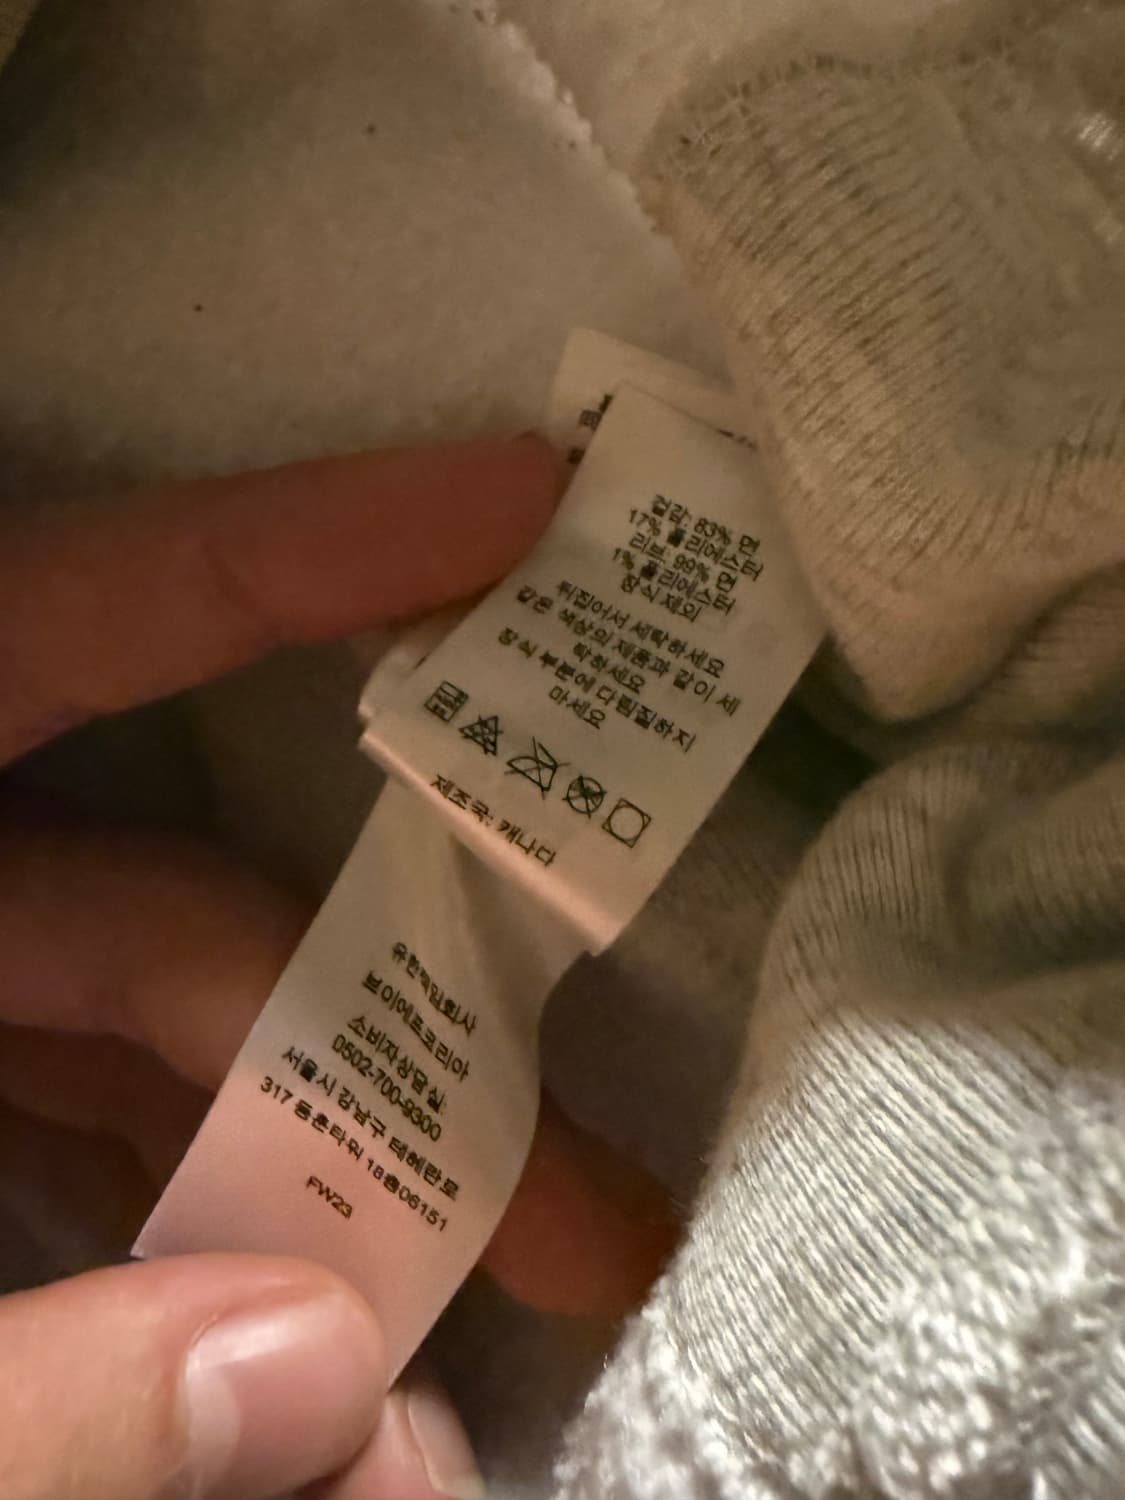 겉감: 83% 면
17% 폴리에스터
리브: 99% 면
1% 폴리에스터
장식 제외
뒤집어서 세탁하세요
같은 색상의 제품과 같이 세
탁하세요
장식 부분에 다림질하지
마세요
제조국: 캐나다
유한책임회사
브이에프코리아
소비자상담실:
0502-700-9300
서울시 강남구 테헤란로
317 동훈타워 18층06151
FW23